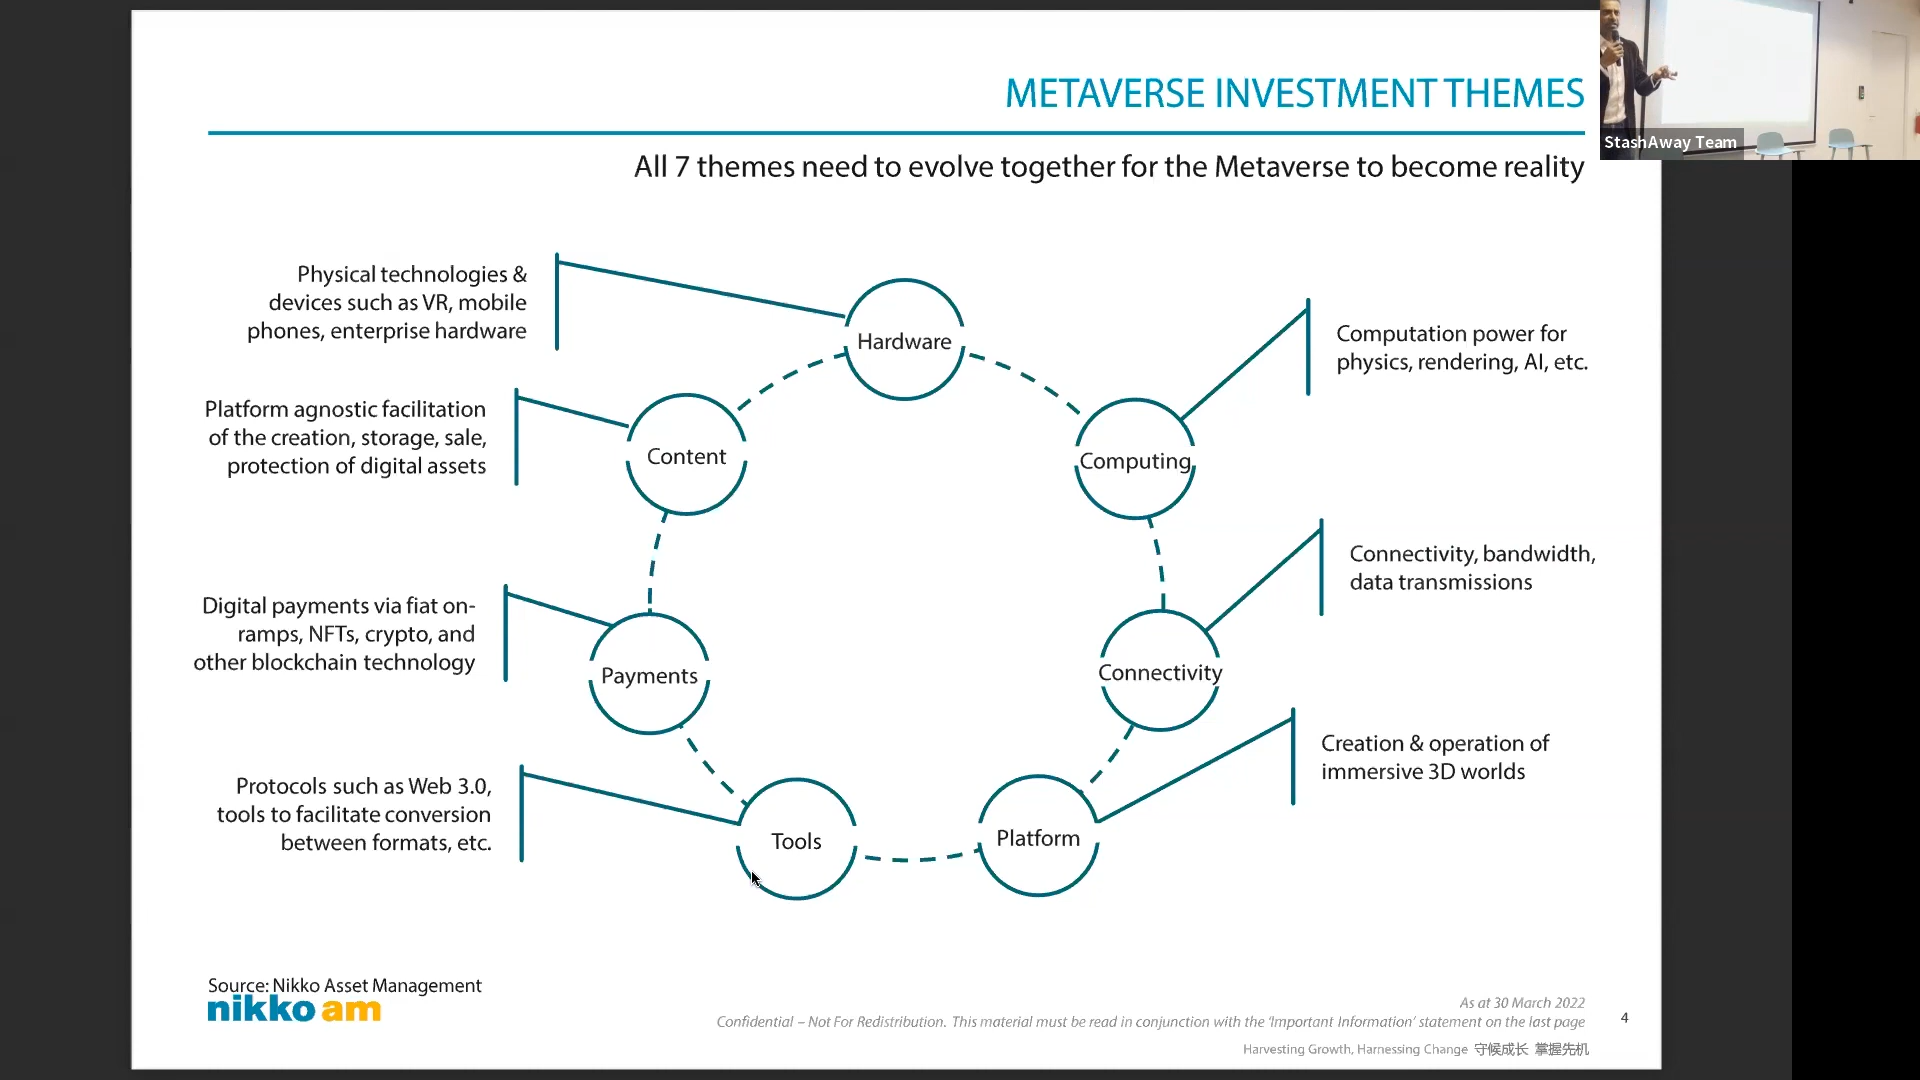 METAVERSE INVESTMENT THEMES
StashAway Team
All 7 themes need to evolve together for the Metaverse to become reality
Physical technologies &
devices such as VR, mobile
phones, enterprise hardware
Hardware
Computation power for
physics, rendering, AI, etc.
Platform agnostic facilitation
of the creation, storage, sale,
protection of digital assets
Content
Computing
Connectivity, bandwidth,
data transmissions
Digital payments via fiat on-
ramps, NFTs, crypto, and
other blockchain technology
Payments
Connectivity
Creation & operation of
immersive 3D worlds
Protocols such as Web 3.0,
tools to facilitate conversion
between formats, etc.
Tools
Platform
Source: Nikko Asset Management
nikko am
As at 30 March 2022
Confidential – Not For Redistribution. This material must be read in conjunction with the ‘Important Information’ statement on the last page
4
Harvesting Growth, Harnessing Change 守候成长 掌握先机